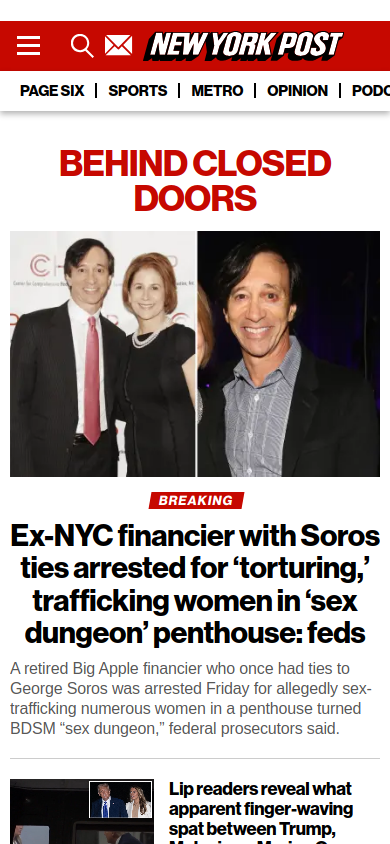 NEW YORK POST
PAGE SIX | SPORTS | METRO | OPINION | PODC
BEHIND CLOSED
DOORS
BREAKING
Ex-NYC financier with Soros
ties arrested for ‘torturing,’
trafficking women in ‘sex
dungeon’ penthouse: feds
A retired Big Apple financier who once had ties to
George Soros was arrested Friday for allegedly sex-
trafficking numerous women in a penthouse turned
BDSM “sex dungeon,” federal prosecutors said.
Lip readers reveal what
apparent finger-waving
spat between Trump,